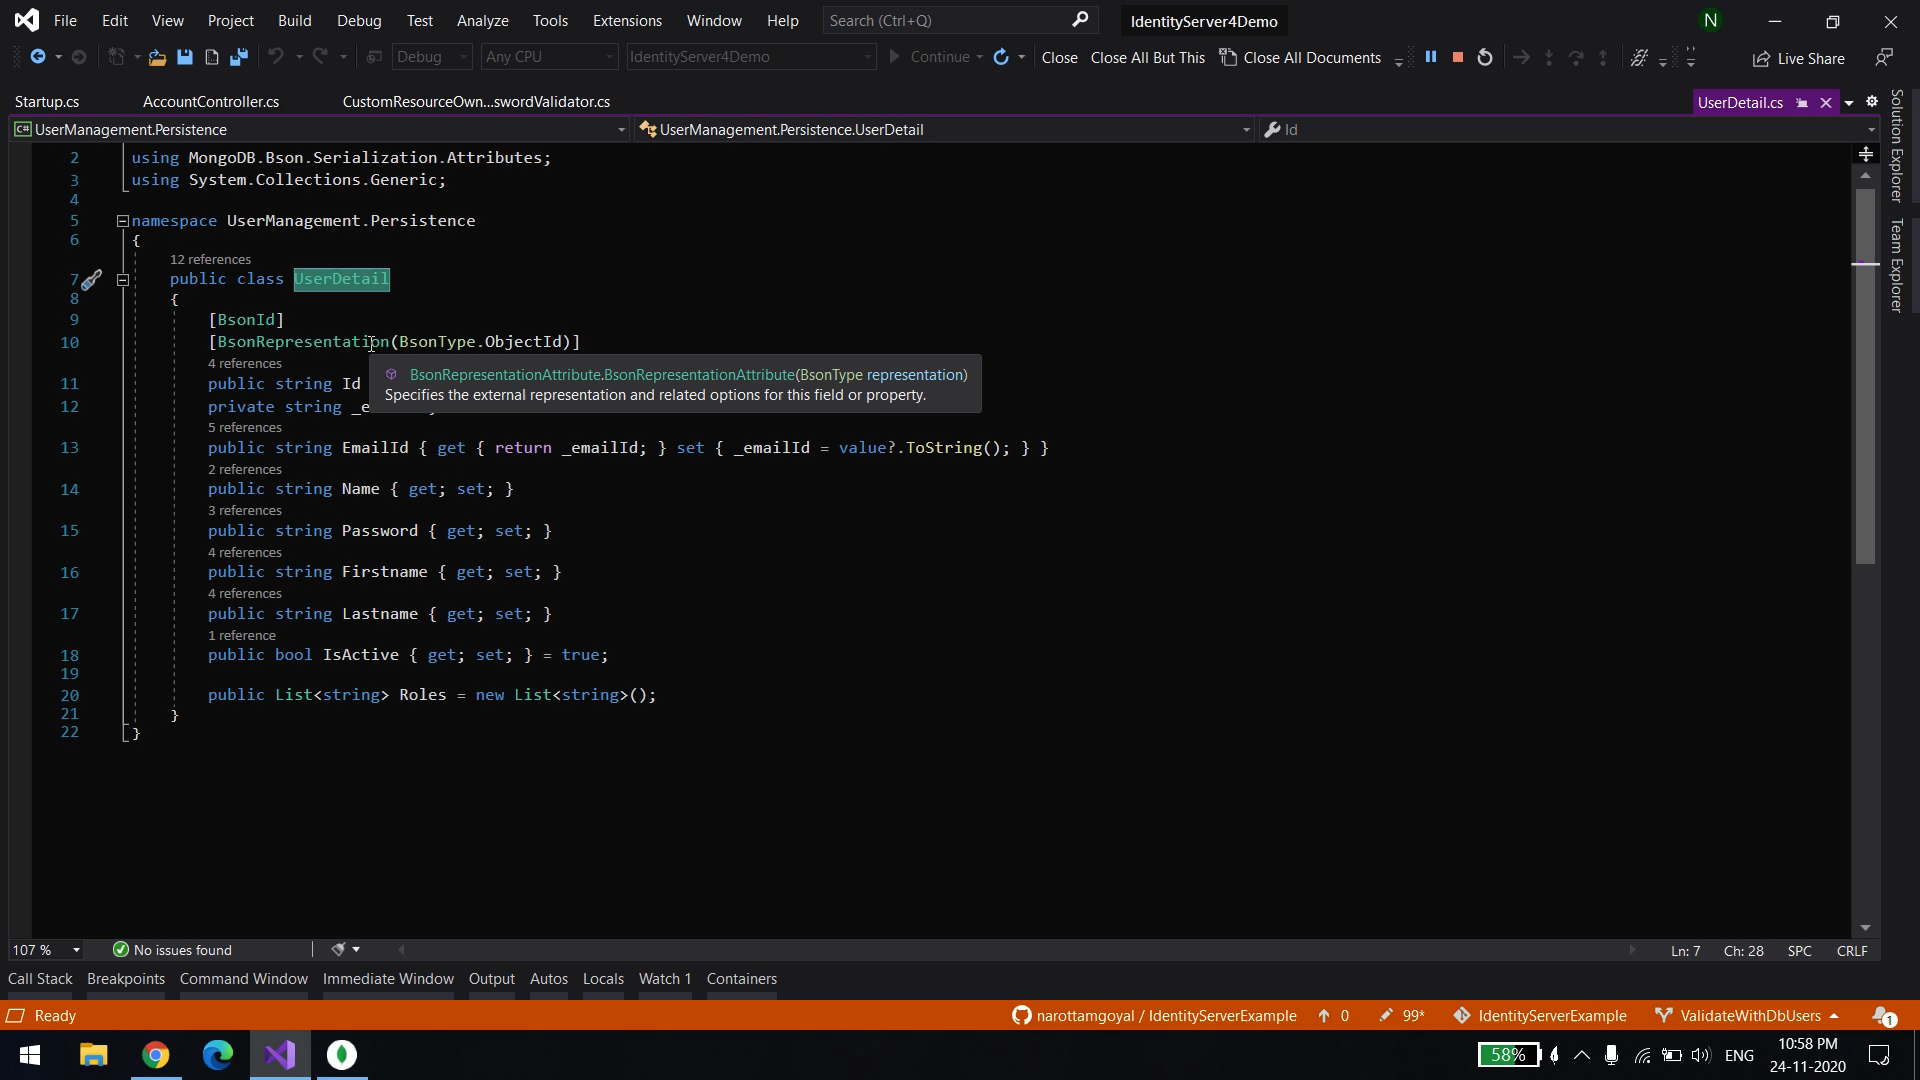 File Edit View Project Build Debug Test Analyze Tools Extensions Window Help Search (Ctrl+Q) IdentityServer4Demo N
Debug Any CPU IdentityServer4Demo Continue Close Close All But This Close All Documents Live Share
Startup.cs AccountController.cs CustomResourceOwn...swordValidator.cs UserDetail.cs
C# UserManagement.Persistence UserManagement.Persistence.UserDetail Id
Solution Explorer
Team Explorer
2 using MongoDB.Bson.Serialization.Attributes;
3 using System.Collections.Generic;
4
5 namespace UserManagement.Persistence
6 {
12 references
7 public class UserDetail
8 {
9 [BsonId]
10 [BsonRepresentation(BsonType.ObjectId)]
4 references
BsonRepresentationAttribute.BsonRepresentationAttribute(BsonType representation)
Specifies the external representation and related options for this field or property.
11 public string Id
12 private string _e
5 references
13 public string EmailId { get { return _emailId; } set { _emailId = value?.ToString(); } }
2 references
14 public string Name { get; set; }
3 references
15 public string Password { get; set; }
4 references
16 public string Firstname { get; set; }
4 references
17 public string Lastname { get; set; }
1 reference
18 public bool IsActive { get; set; } = true;
19
20 public List<string> Roles = new List<string>();
21 }
22 }
107 % No issues found Ln: 7 Ch: 28 SPC CRLF
Call Stack Breakpoints Command Window Immediate Window Output Autos Locals Watch 1 Containers
Ready narottamgoyal / IdentityServerExample 0 99* IdentityServerExample ValidateWithDbUsers 1
58% ENG 10:58 PM
24-11-2020